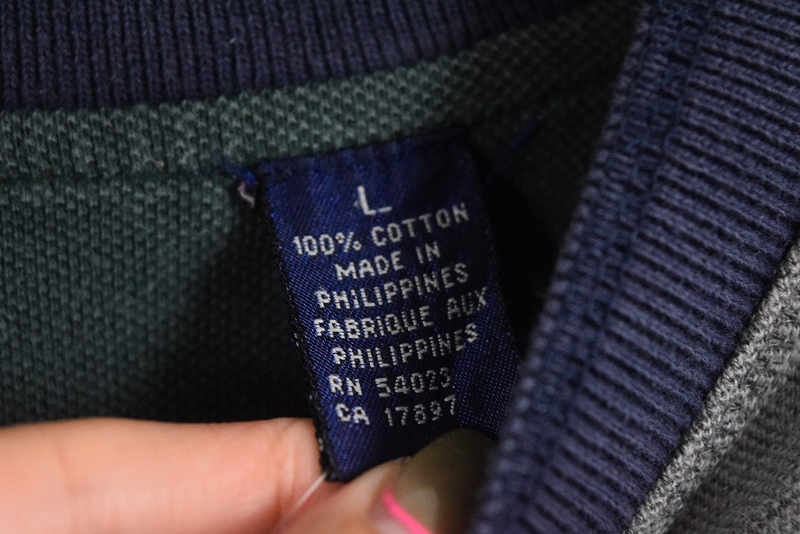 L
100% COTTON
MADE IN
PHILIPPINES
FABRIQUE AUX
PHILIPPINES
RN 54023
CA 17897